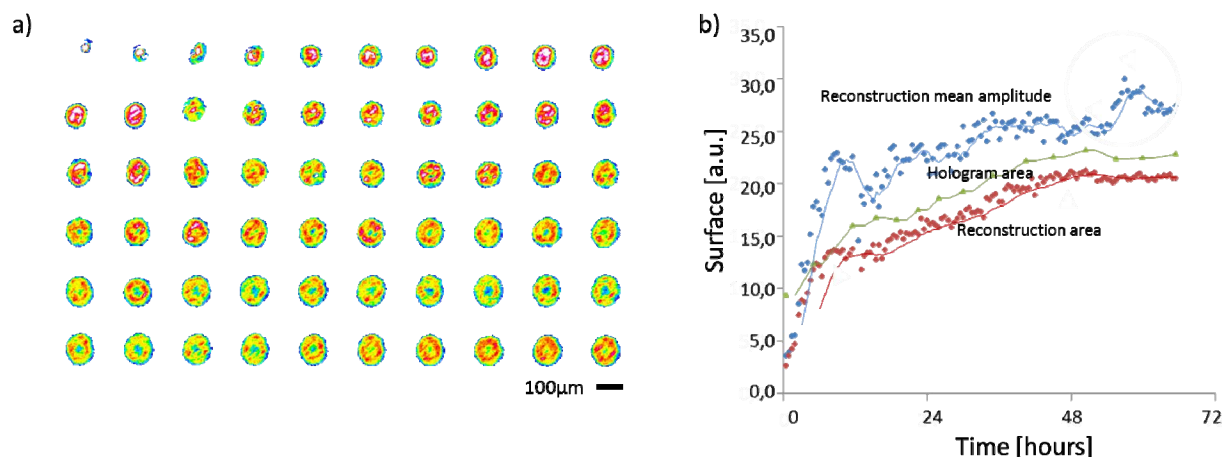 a)
100µm
b)
35,0
30,0
25,0
20,0
15,0
10,0
5,0
0,0
Surface [a.u.]
Reconstruction mean amplitude
Hologram area
Reconstruction area
0 24 48 72
Time [hours]